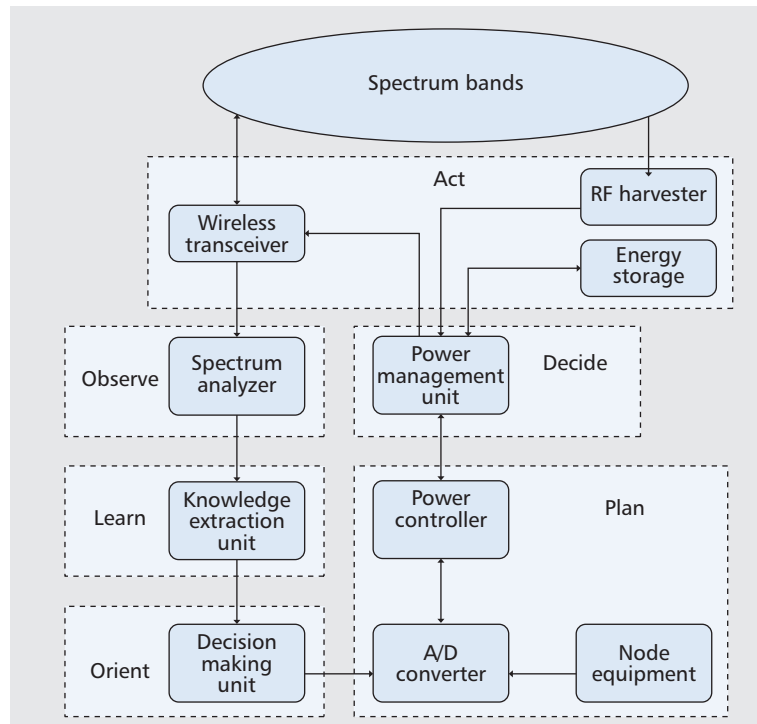 Spectrum bands
Act
RF harvester
Wireless
transceiver
Energy
storage
Observe
Spectrum
analyzer
Power
management
unit
Decide
Learn
Knowledge
extraction
unit
Power
controller
Plan
Orient
Decision
making
unit
A/D
converter
Node
equipment